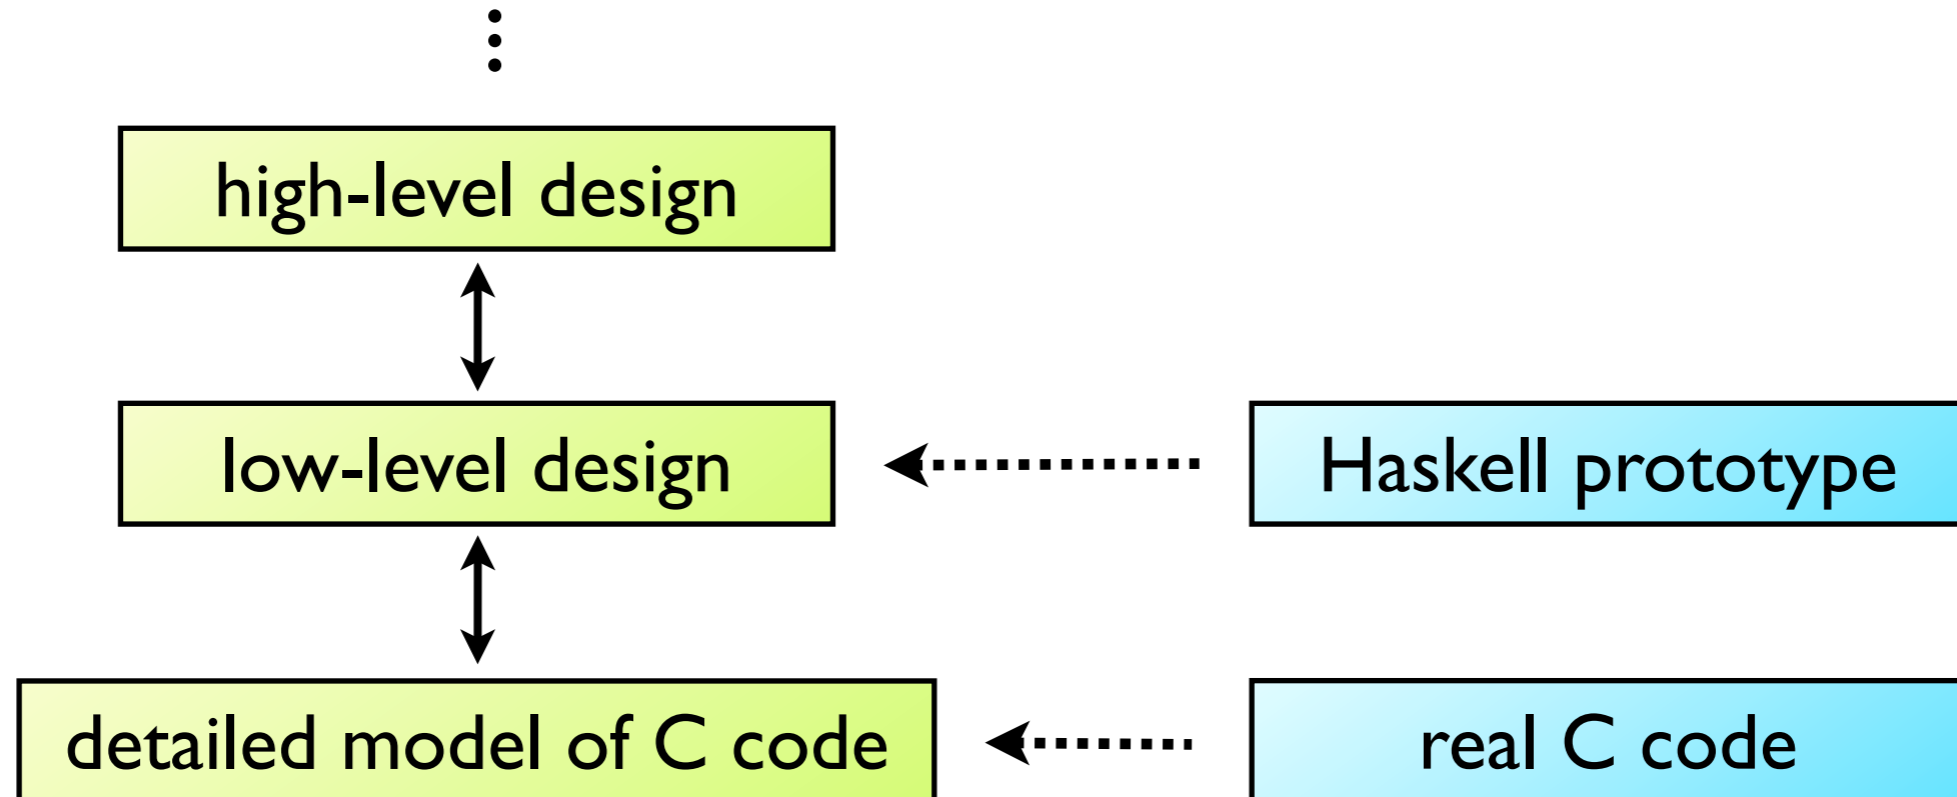 high-level design
low-level design
Haskell prototype
detailed model of C code
real C code